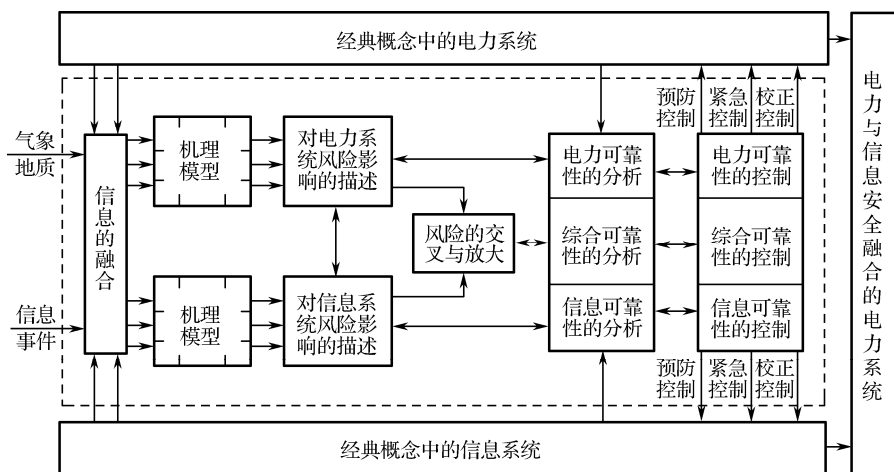 经典概念中的电力系统
预防
控制
紧急
控制
校正
控制
气象
地质
信息的融合
机理
模型
对电力系
统风险影
响的描述
电力可靠
性的分析
电力可靠
性的控制
风险的交
叉与放大
综合可靠
性的分析
综合可靠
性的控制
信息
事件
机理
模型
对信息系
统风险影
响的描述
信息可靠
性的分析
信息可靠
性的控制
预防
控制
紧急
控制
校正
控制
经典概念中的信息系统
电力与信息安全融合的电力系统